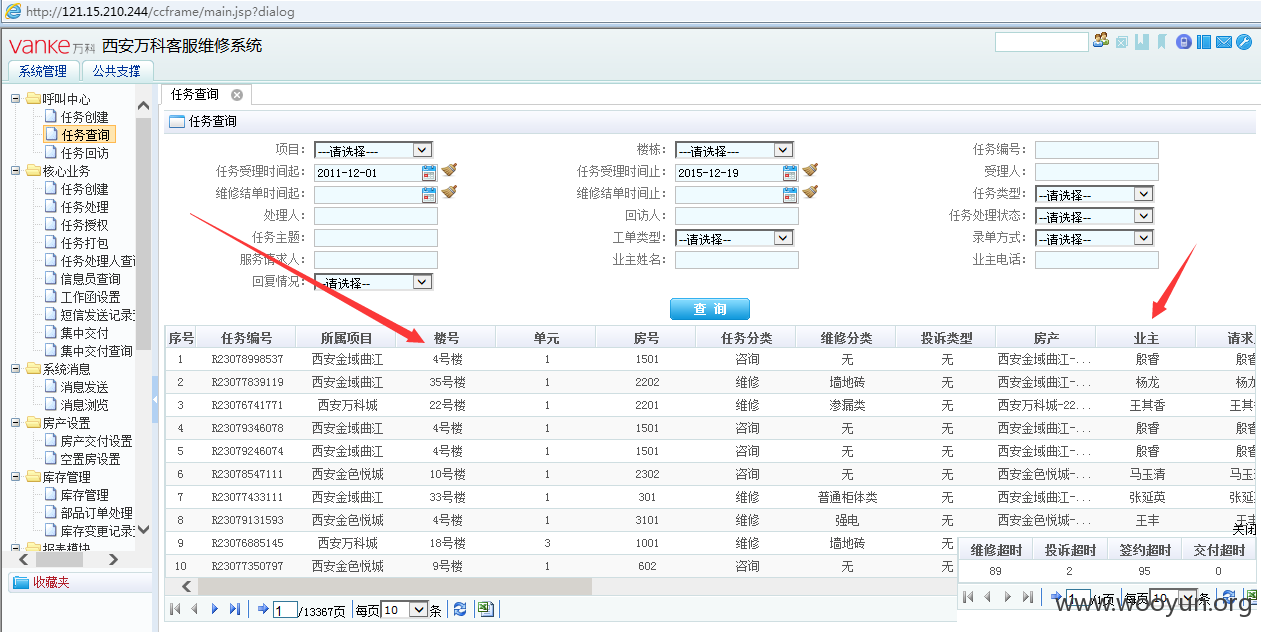 http://121.15.210.244/ccframe/main.jsp?dialog
vanke 万科 西安万科客服维修系统
系统管理 公共支撑
呼叫中心
任务创建
任务查询
任务回访
核心业务
任务创建
任务处理
任务授权
任务打包
任务处理人查询
信息员查询
工作函设置
短信发送记录
集中交付
集中交付查询
系统消息
消息发送
消息浏览
房产设置
房产交付设置
空置房设置
库存管理
库存管理
部品订单处理
库存变更记录
报表模块
收藏夹
任务查询
任务查询
项目： ---请选择--- 楼栋： ---请选择--- 任务编号：
任务受理时间起： 2011-12-01 任务受理时间止： 2015-12-19 受理人：
维修结单时间起： 维修结单时间止： 任务类型： --请选择--
处理人： 回访人： 任务处理状态： --请选择--
任务主题： 工单类型： --请选择-- 录单方式： --请选择--
服务请求人： 业主姓名： 业主电话：
回复情况： --请选择--
查 询
序号 任务编号 所属项目 楼号 单元 房号 任务分类 维修分类 投诉类型 房产 业主 请求
1 R23078998537 西安金域曲江 4号楼 1 1501 咨询 无 无 西安金域曲江-... 殷睿 殷睿
2 R23077839119 西安金域曲江 35号楼 1 2202 维修 墙地砖 无 西安金域曲江-... 杨龙 杨龙
3 R23076741771 西安万科城 22号楼 1 2201 维修 渗漏类 无 西安万科城-22... 王其香 王其
4 R23079346078 西安金域曲江 4号楼 1 1501 咨询 无 无 西安金域曲江-... 殷睿 殷睿
5 R23079246074 西安金域曲江 4号楼 1 1501 咨询 无 无 西安金域曲江-... 殷睿 殷睿
6 R23078547111 西安金色悦城 10号楼 1 2302 咨询 无 无 西安金色悦城-... 马玉清 马玉
7 R23077433111 西安金域曲江 33号楼 1 301 维修 普通柜体类 无 西安金域曲江-... 张延英 张延
8 R23079131593 西安金色悦城 4号楼 1 3101 维修 强电 无 西安金色悦城-... 王丰 王丰
关闭
9 R23076885145 西安万科城 18号楼 3 1001 维修 墙地砖 无
10 R23077350797 西安金色悦城 9号楼 1 602 咨询 无 无
维修超时 投诉超时 签约超时 交付超时
89 2 95 0
1 /13367页 每页 10 条
1 /1页 每页 10 条
www.wooyun.org